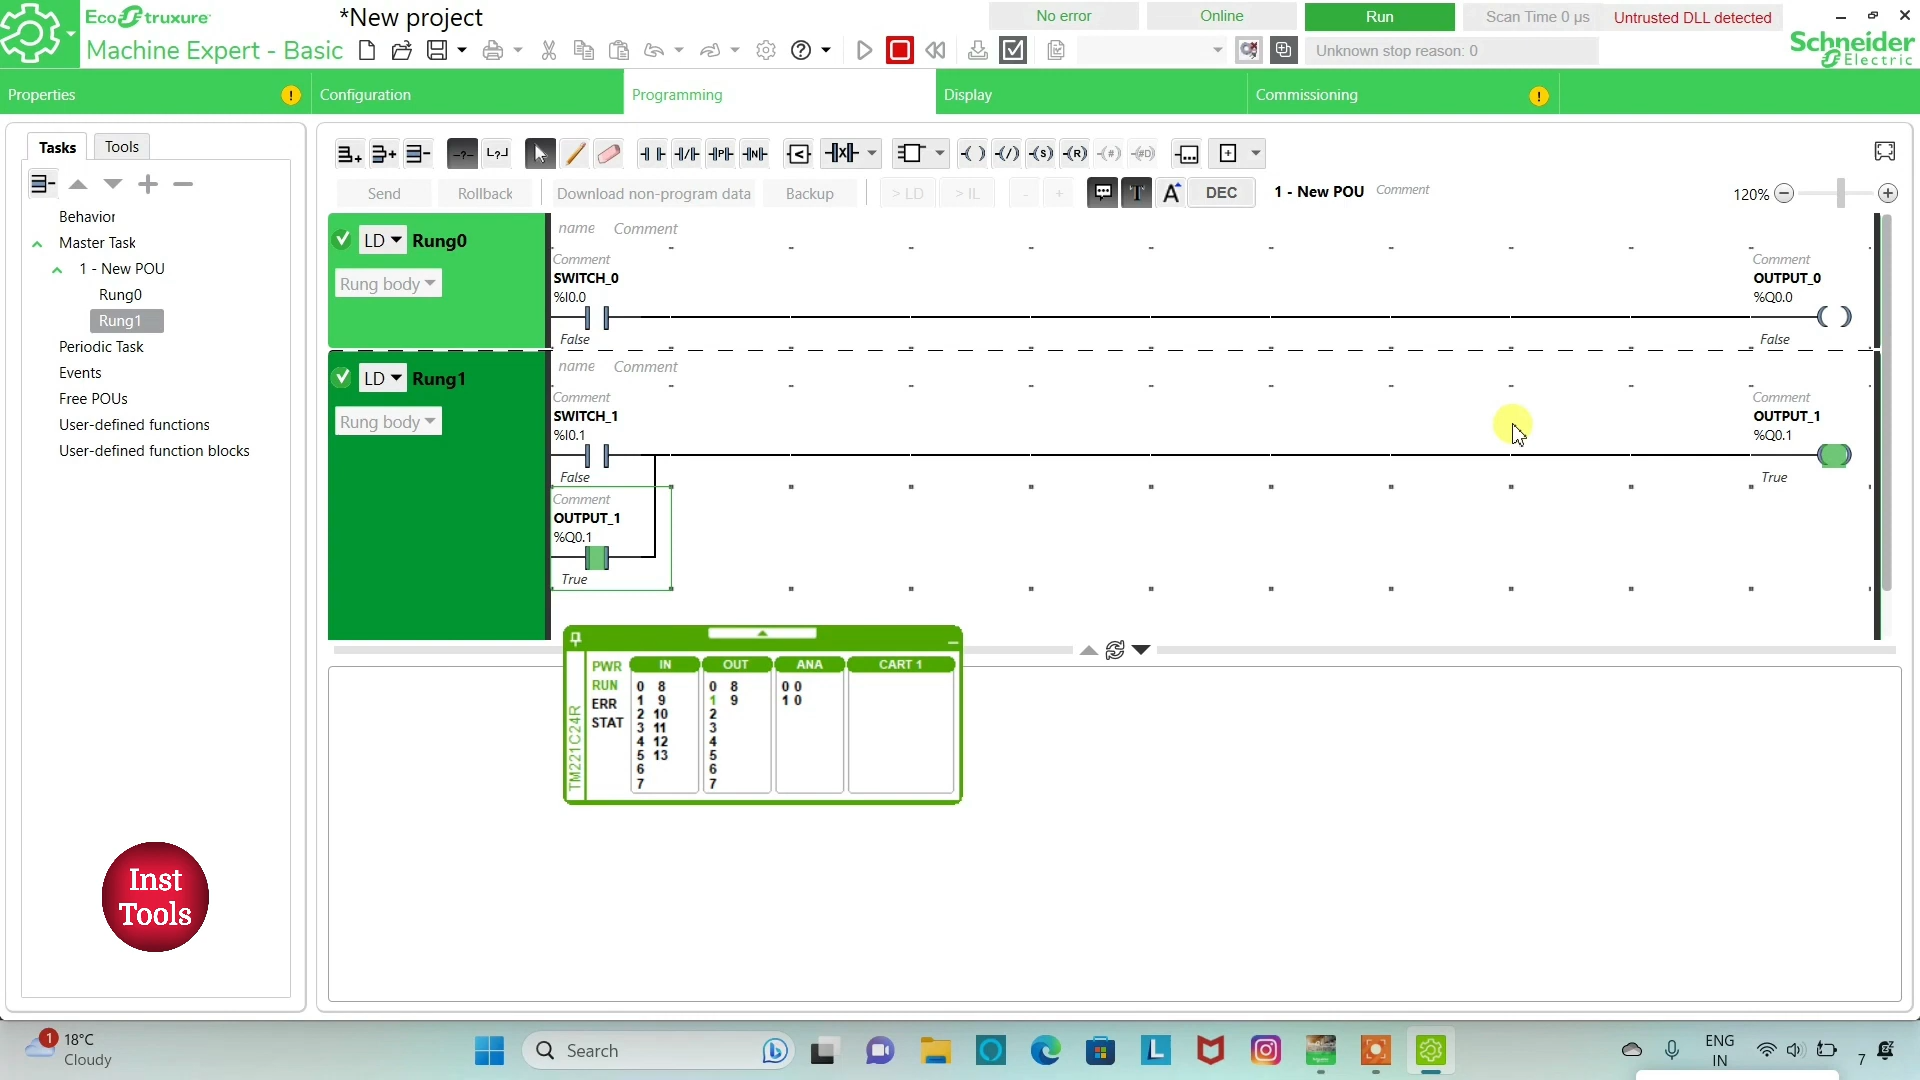 EcoStruxure
Machine Expert - Basic
*New project
No error
Online
Run
Scan Time 0 µs
Untrusted DLL detected
Unknown stop reason: 0
Schneider
Electric
Properties
Configuration
Programming
Display
Commissioning
Tasks
Tools
Send
Rollback
Download non-program data
Backup
> LD
> IL
-
+
DEC
1 - New POU
Comment
120%
Behavior
Master Task
1 - New POU
Rung0
Rung1
Periodic Task
Events
Free POUs
User-defined functions
User-defined function blocks
LD
Rung0
Rung body
name
Comment
Comment
SWITCH_0
%I0.0
False
Comment
OUTPUT_0
%Q0.0
False
LD
Rung1
Rung body
name
Comment
Comment
SWITCH_1
%I0.1
False
Comment
OUTPUT_1
%Q0.1
True
Comment
OUTPUT_1
%Q0.1
True
TM221C24R
PWR
RUN
ERR
STAT
IN
0 8
1 9
2 10
3 11
4 12
5 13
6
7
OUT
0 8
1 9
2
3
4
5
6
7
ANA
0 0
1 0
CART 1
Inst
Tools
1
18°C
Cloudy
Search
ENG
IN
7